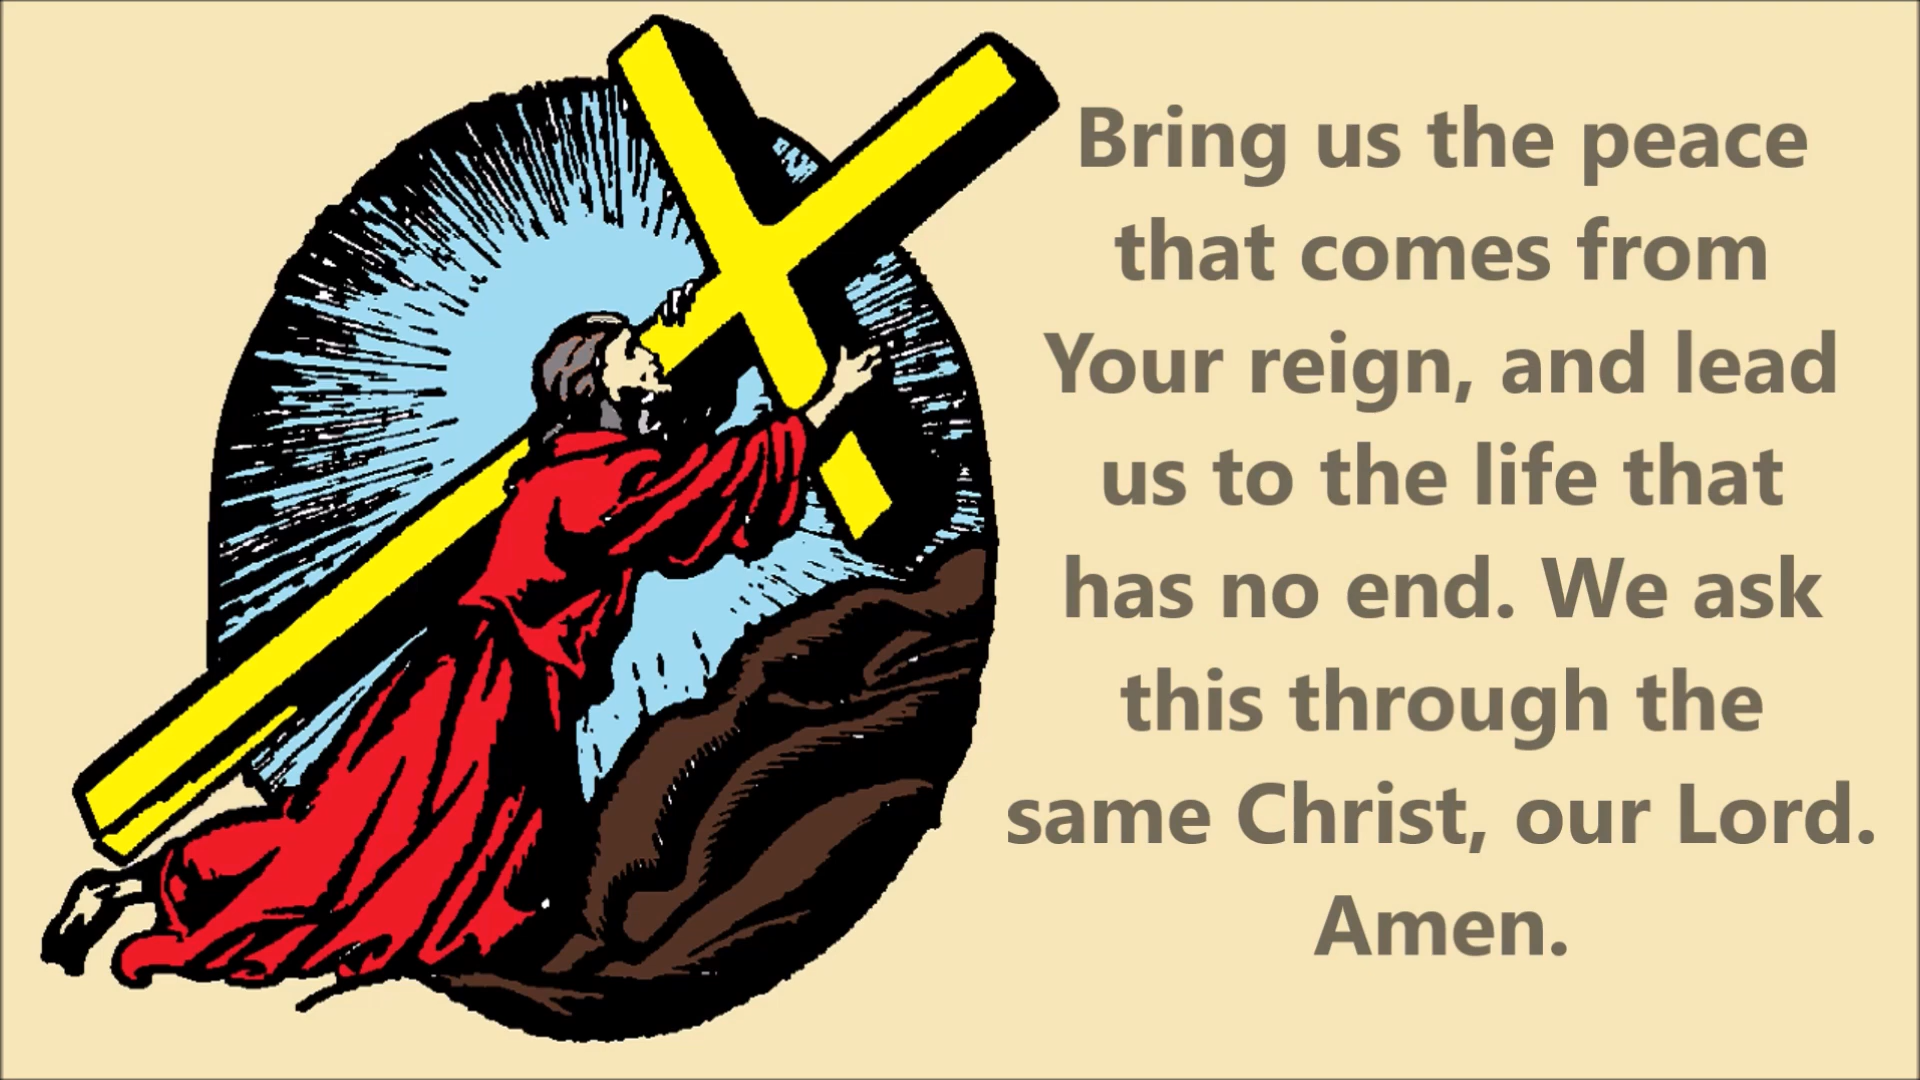 Bring us the peace
that comes from
Your reign, and lead
us to the life that
has no end. We ask
this through the
same Christ, our Lord.
Amen.